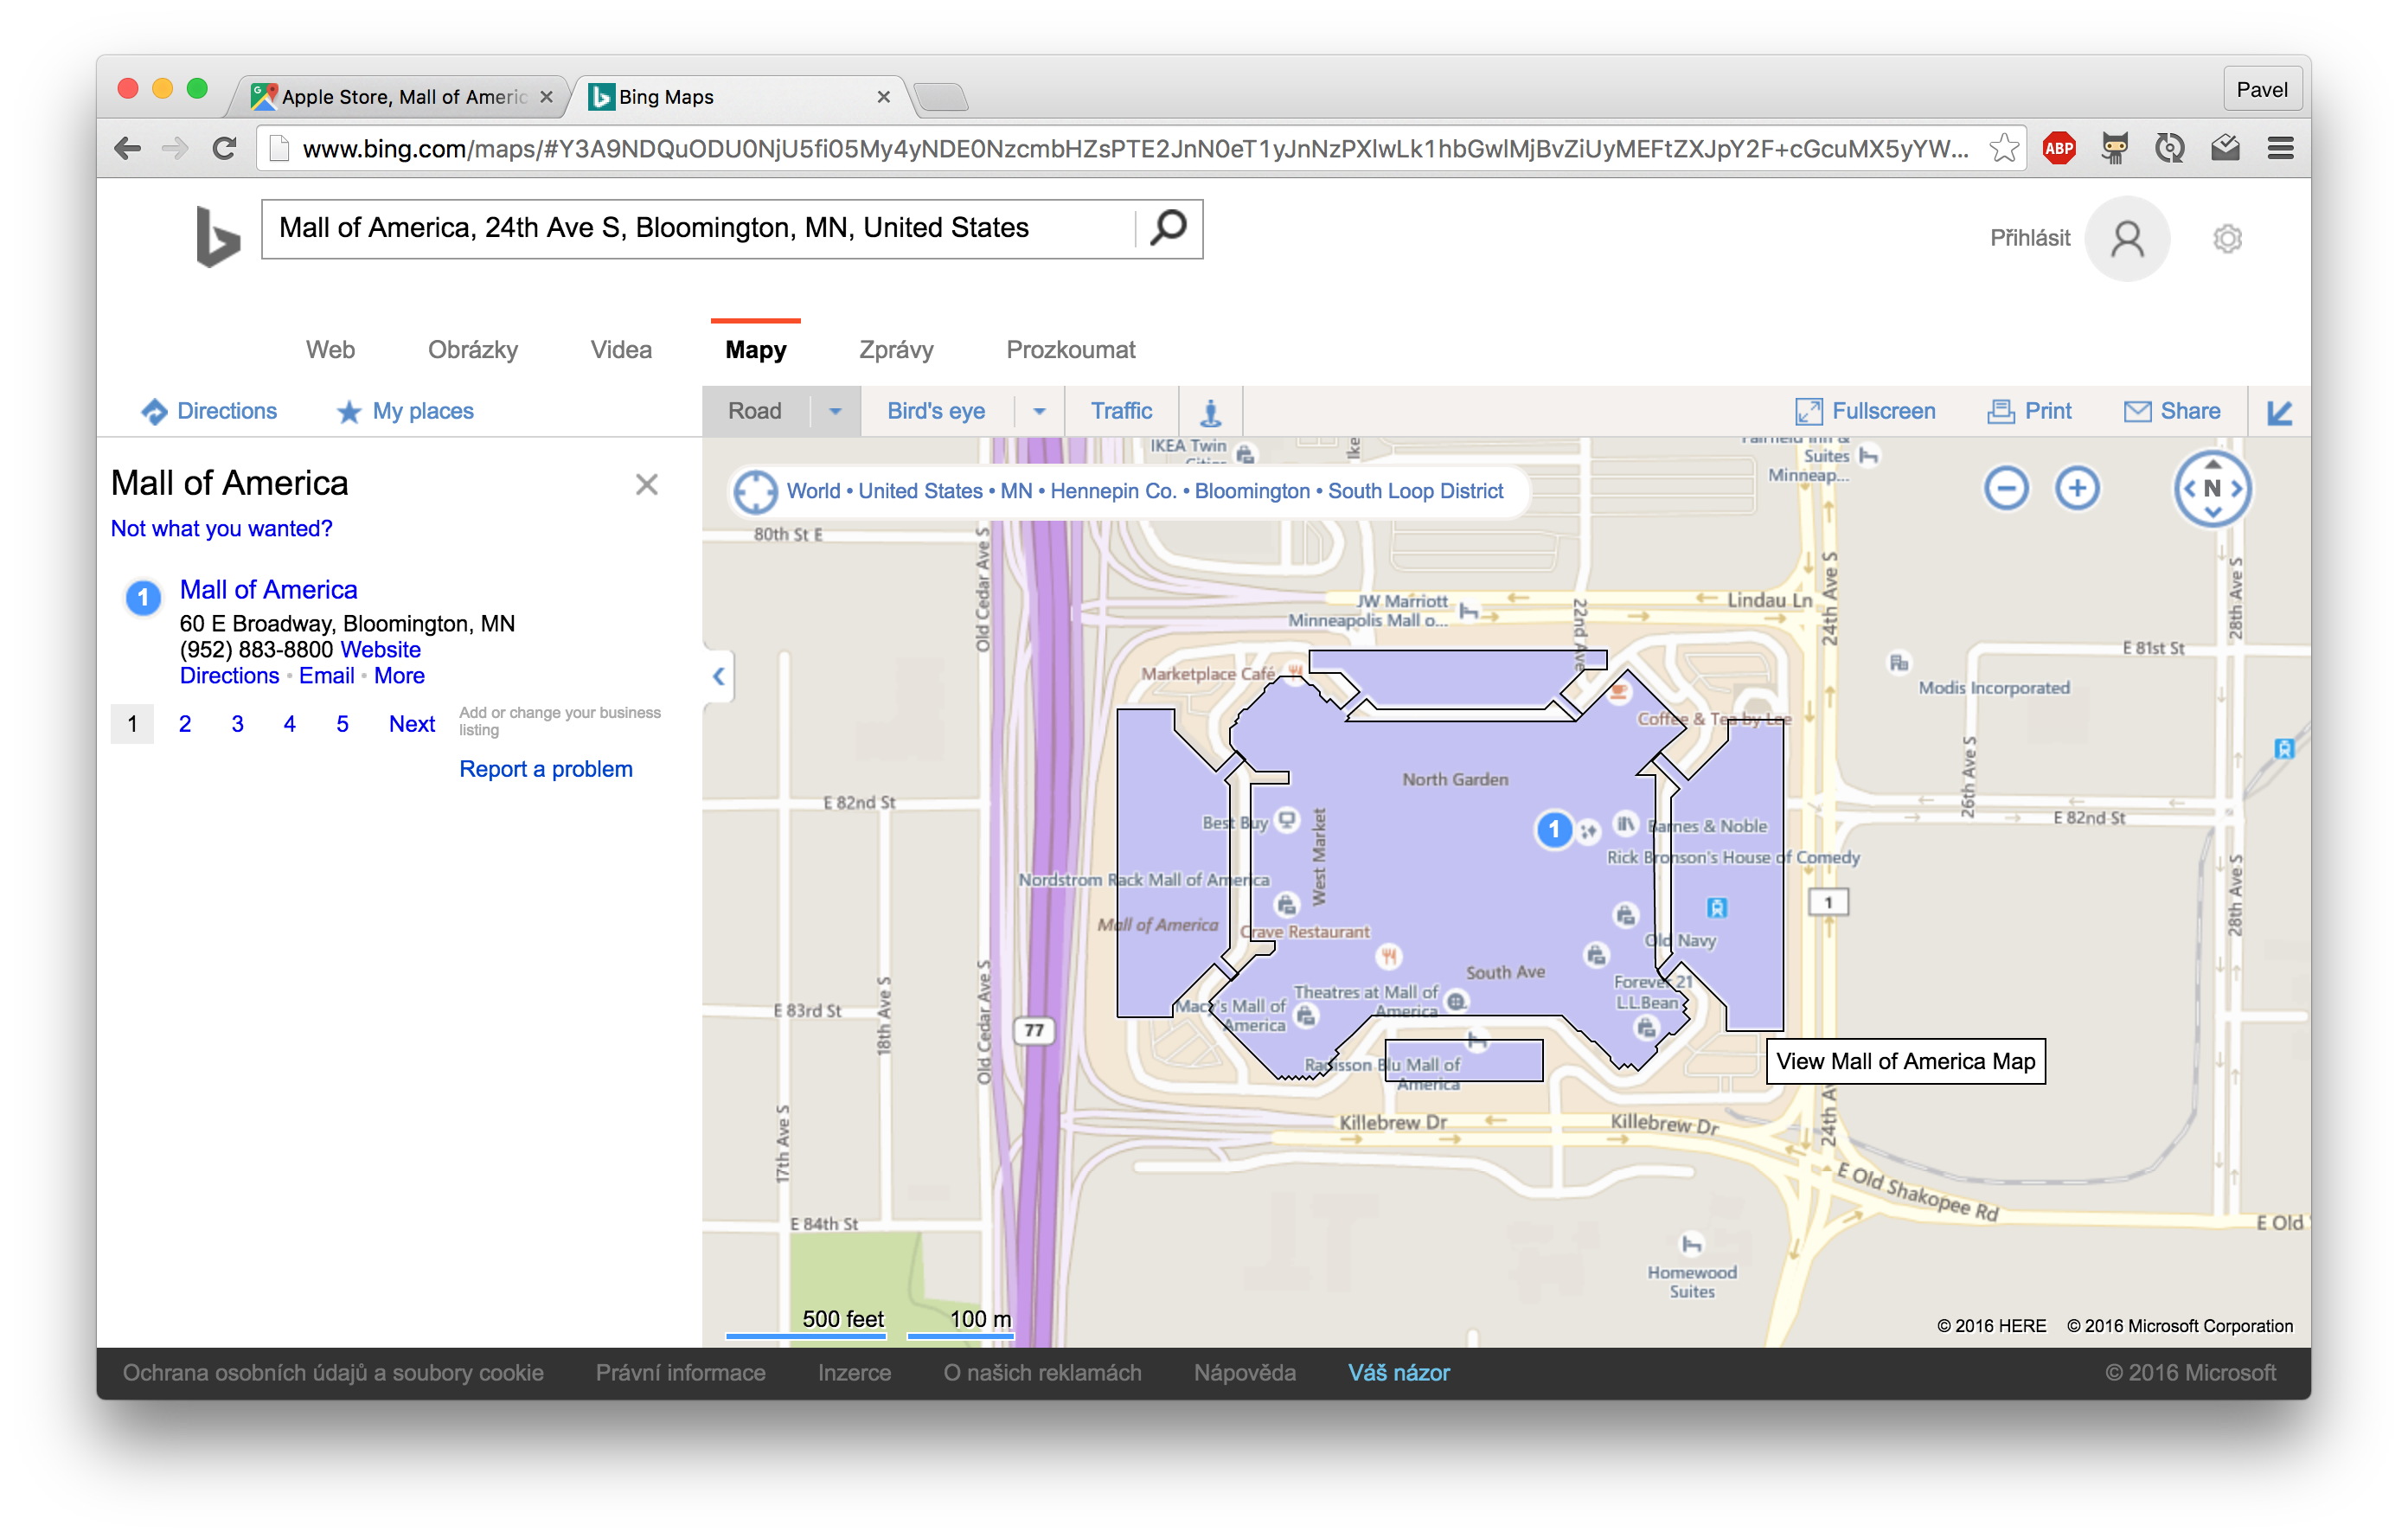 Apple Store, Mall of Americ
Bing Maps
Pavel
www.bing.com/maps/#Y3A9NDQuODU0NjU5fi05My4yNDE0NzcmbHZsPTE2JnN0eT1yJnNzPXlwLk1hbGwlMjBvZiUyMEFtZXJpY2F+cGcuMX5yYW...
ABP
Mall of America, 24th Ave S, Bloomington, MN, United States
Přihlásit
Web Obrázky Videa Mapy Zprávy Prozkoumat
Directions My places
Road Bird's eye Traffic
Fullscreen Print Share
Mall of America
Not what you wanted?
1 Mall of America
60 E Broadway, Bloomington, MN
(952) 883-8800 Website
Directions • Email • More
1 2 3 4 5 Next
Add or change your business
listing
Report a problem
World • United States • MN • Hennepin Co. • Bloomington • South Loop District
N
IKEA Twin
Ike
Fairfield Inn &
Suites
Minneap...
80th St E
Old Cedar Ave S
JW Marriott
Minneapolis Mall o...
22nd Ave
Lindau Ln
24th Ave S
28th Ave S
E 81st St
Marketplace Café
Modis Incorporated
Coffee & Tea by Lee
26th Ave S
North Garden
E 82nd St
E 82nd St
Best Buy
West Market
1
Barnes & Noble
Rick Bronson's House of Comedy
Nordstrom Rack Mall of America
Mall of America
Crave Restaurant
1
28th Ave S
Old Navy
South Ave
Forever 21
L.L.Bean
Theatres at Mall of
America
Macy's Mall of
America
E 83rd St
18th Ave S
Old Cedar Ave S
77
Radisson Blu Mall of
America
View Mall of America Map
24th Av
17th Ave S
Killebrew Dr
Killebrew Dr
E Old Shakopee Rd
E Old
E 84th St
Homewood
Suites
500 feet 100 m
© 2016 HERE © 2016 Microsoft Corporation
Ochrana osobních údajů a soubory cookie Právní informace Inzerce O našich reklamách Nápověda Váš názor © 2016 Microsoft